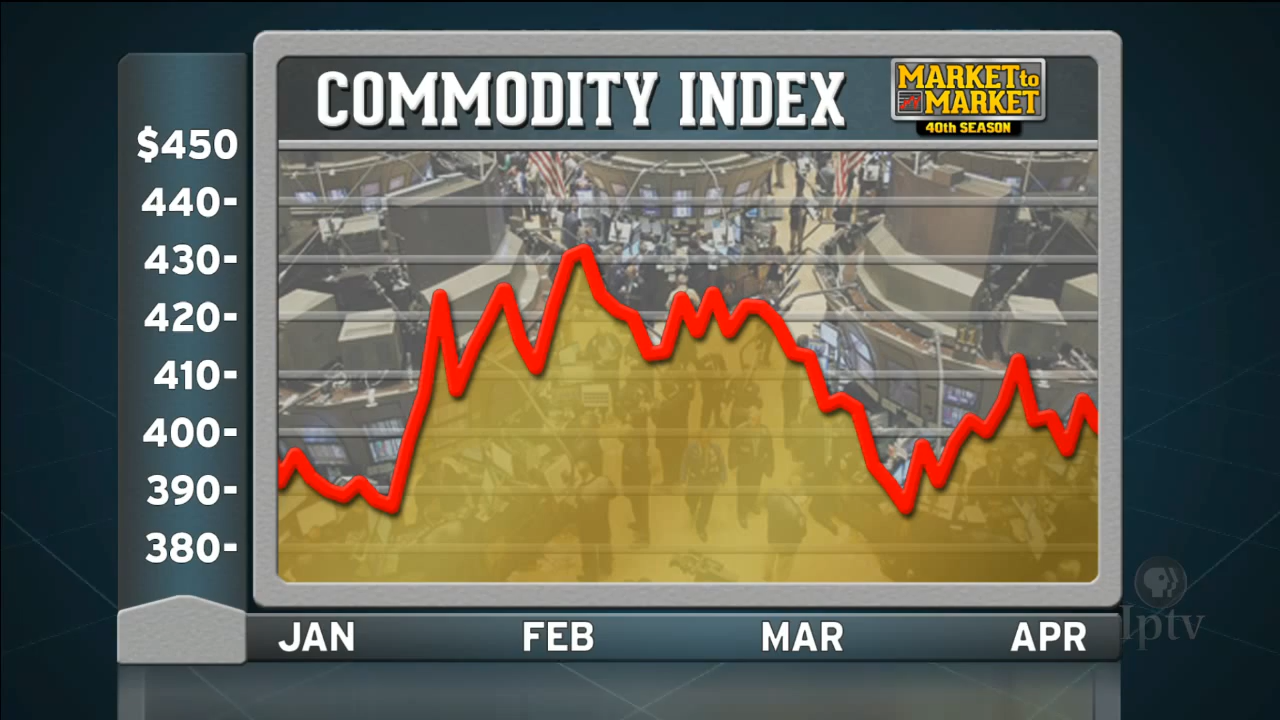 COMMODITY INDEX
MARKET to
MARKET
40th SEASON
$450
440-
430-
420-
410-
400-
390-
380-
JAN FEB MAR APR
Iptv